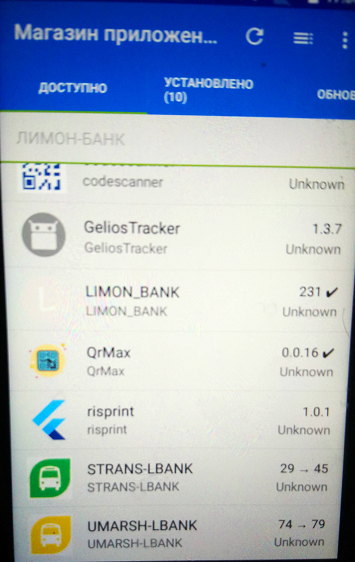 Магазин приложен...
ДОСТУПНО
УСТАНОВЛЕНО
(10)
ОБНОВ
ЛИМОН-БАНК
codescanner
Unknown
GeliosTracker
1.3.7
GeliosTracker
Unknown
LIMON_BANK
231 ✔
LIMON_BANK
Unknown
QrMax
0.0.16 ✔
QrMax
Unknown
risprint
1.0.1
risprint
Unknown
STRANS-LBANK
29 → 45
STRANS-LBANK
Unknown
UMARSH-LBANK
74 → 79
UMARSH-LBANK
Unknown